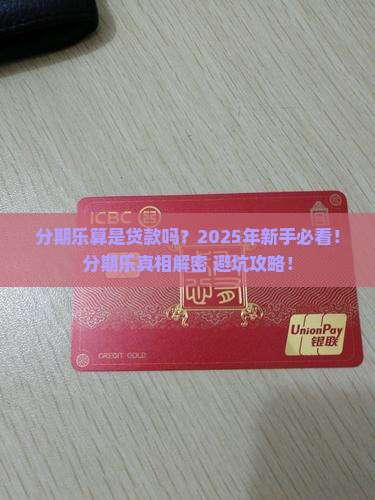 ICBC
分期乐算是贷款吗？2025年新手必看！
分期乐真相解密 避坑攻略！
UnionPay
银联
CREDIT GOLD